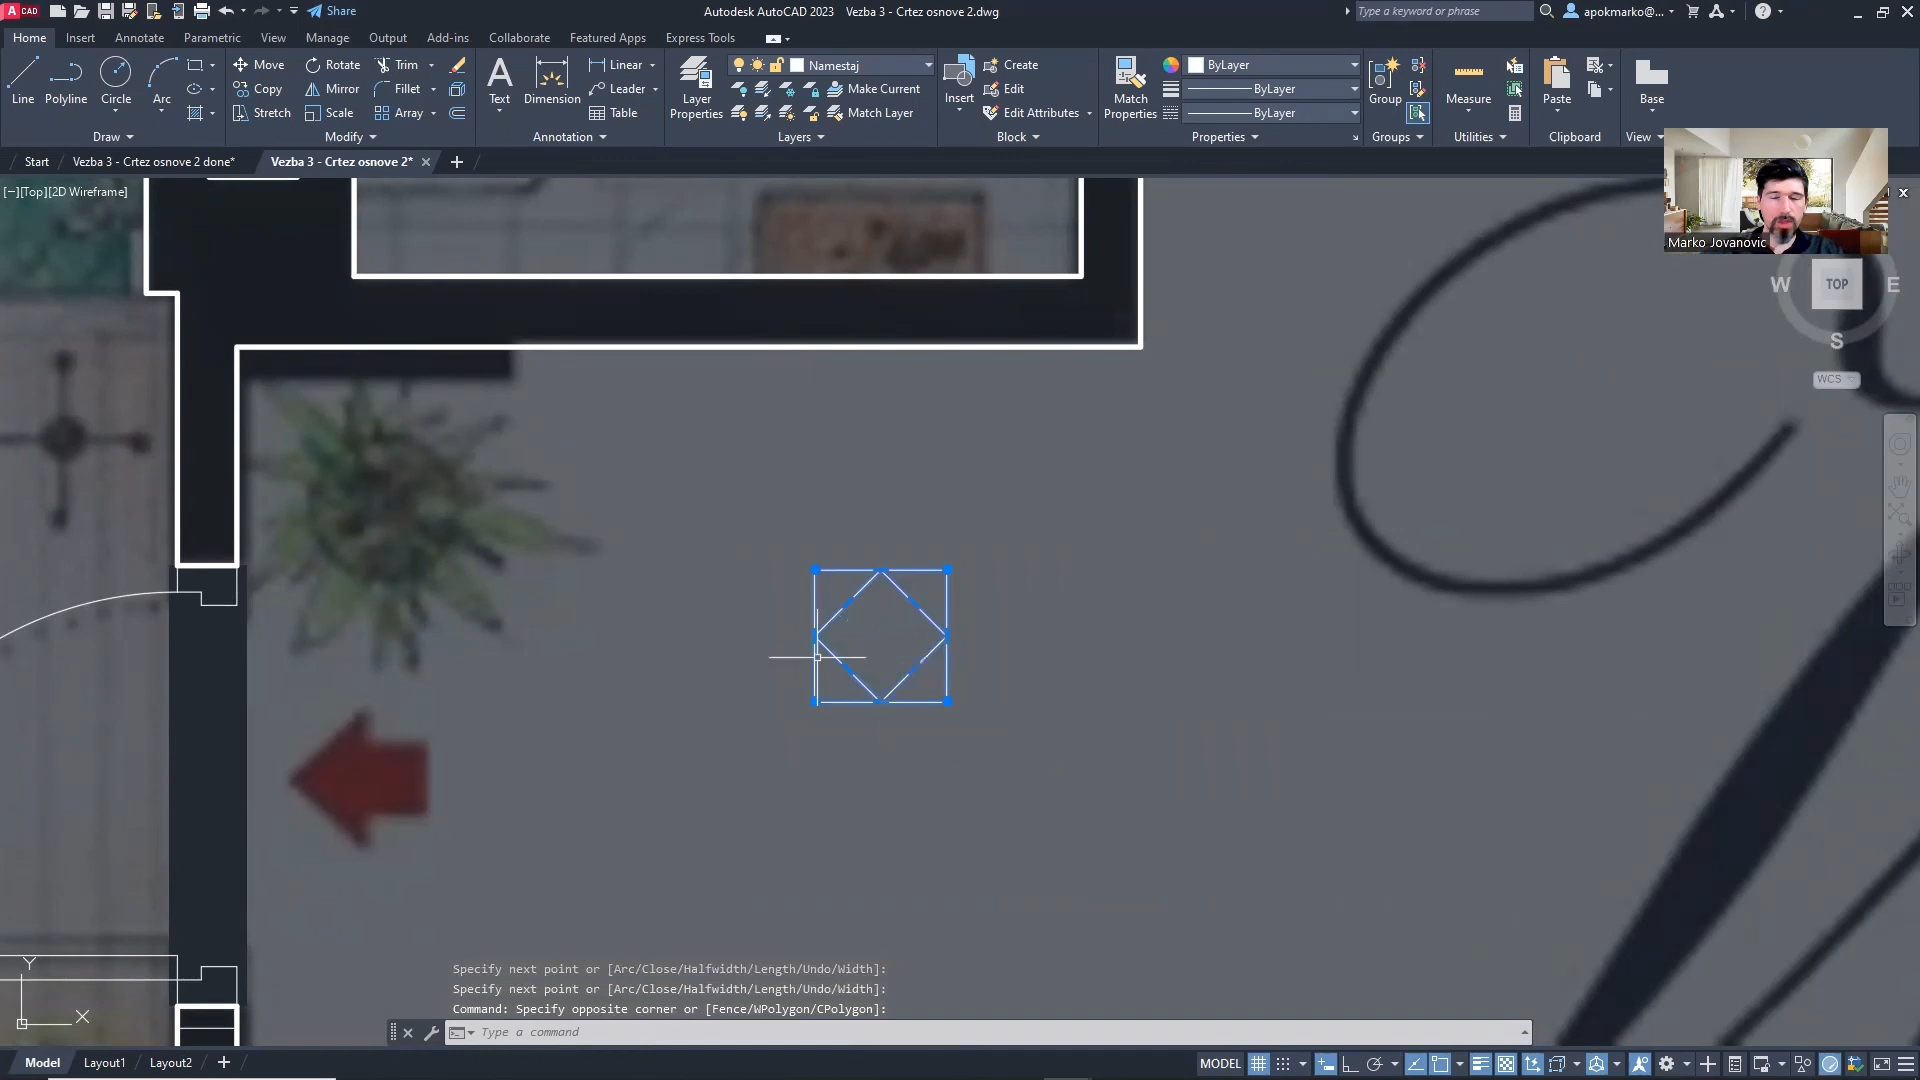 A CAD
Share
Autodesk AutoCAD 2023 Vezba 3 - Crtez osnove 2.dwg
Type a keyword or phrase
apokmarko@...
Home Insert Annotate Parametric View Manage Output Add-ins Collaborate Featured Apps Express Tools
Line Polyline Circle Arc
Move Rotate Trim
Copy Mirror Fillet
Stretch Scale Array
Text Dimension
Linear
Leader
Table
Layer Properties
Namestaj
Make Current
Match Layer
Insert
Create
Edit
Edit Attributes
Match Properties
ByLayer
ByLayer
ByLayer
Group
Measure
Paste
Base
Draw Modify Annotation Layers Block Properties Groups Utilities Clipboard View
Start Vezba 3 - Crtez osnove 2 done* Vezba 3 - Crtez osnove 2*
[−][Top][2D Wireframe]
Marko Jovanovic
W TOP E
S
WCS
Y
X
Specify next point or [Arc/Close/Halfwidth/Length/Undo/Width]:
Specify next point or [Arc/Close/Halfwidth/Length/Undo/Width]:
Command: Specify opposite corner or [Fence/WPolygon/CPolygon]:
Type a command
Model Layout1 Layout2
MODEL